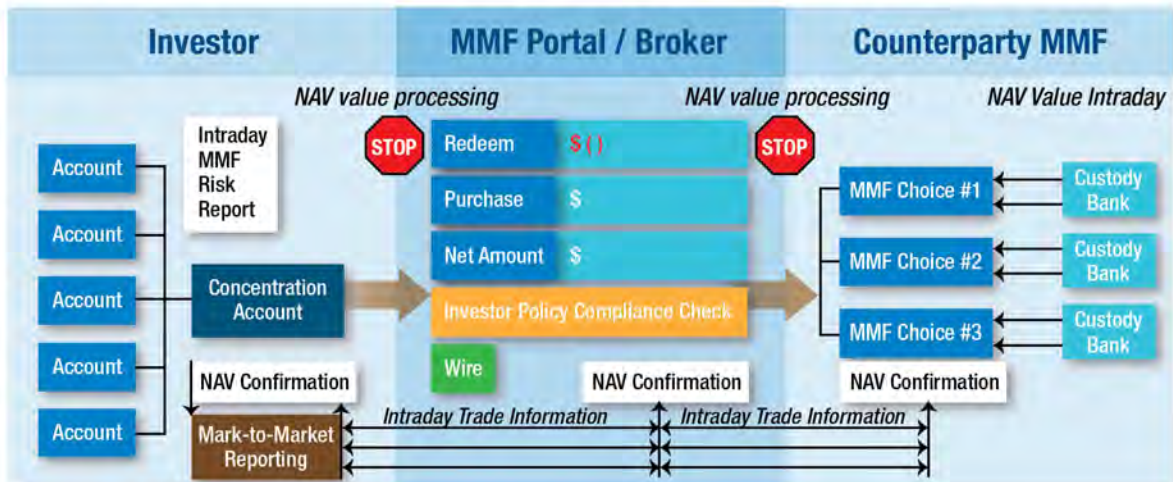 Investor
MMF Portal / Broker
Counterparty MMF
NAV value processing
NAV value processing
NAV Value Intraday
Account
Account
Account
Account
Account
Intraday
MMF
Risk
Report
Concentration
Account
NAV Confirmation
Mark-to-Market
Reporting
STOP
Redeem
$ ( )
Purchase
$
Net Amount
$
Investor Policy Compliance Check
Wire
NAV Confirmation
Intraday Trade Information
Intraday Trade Information
STOP
MMF Choice #1
MMF Choice #2
MMF Choice #3
Custody
Bank
Custody
Bank
Custody
Bank
NAV Confirmation